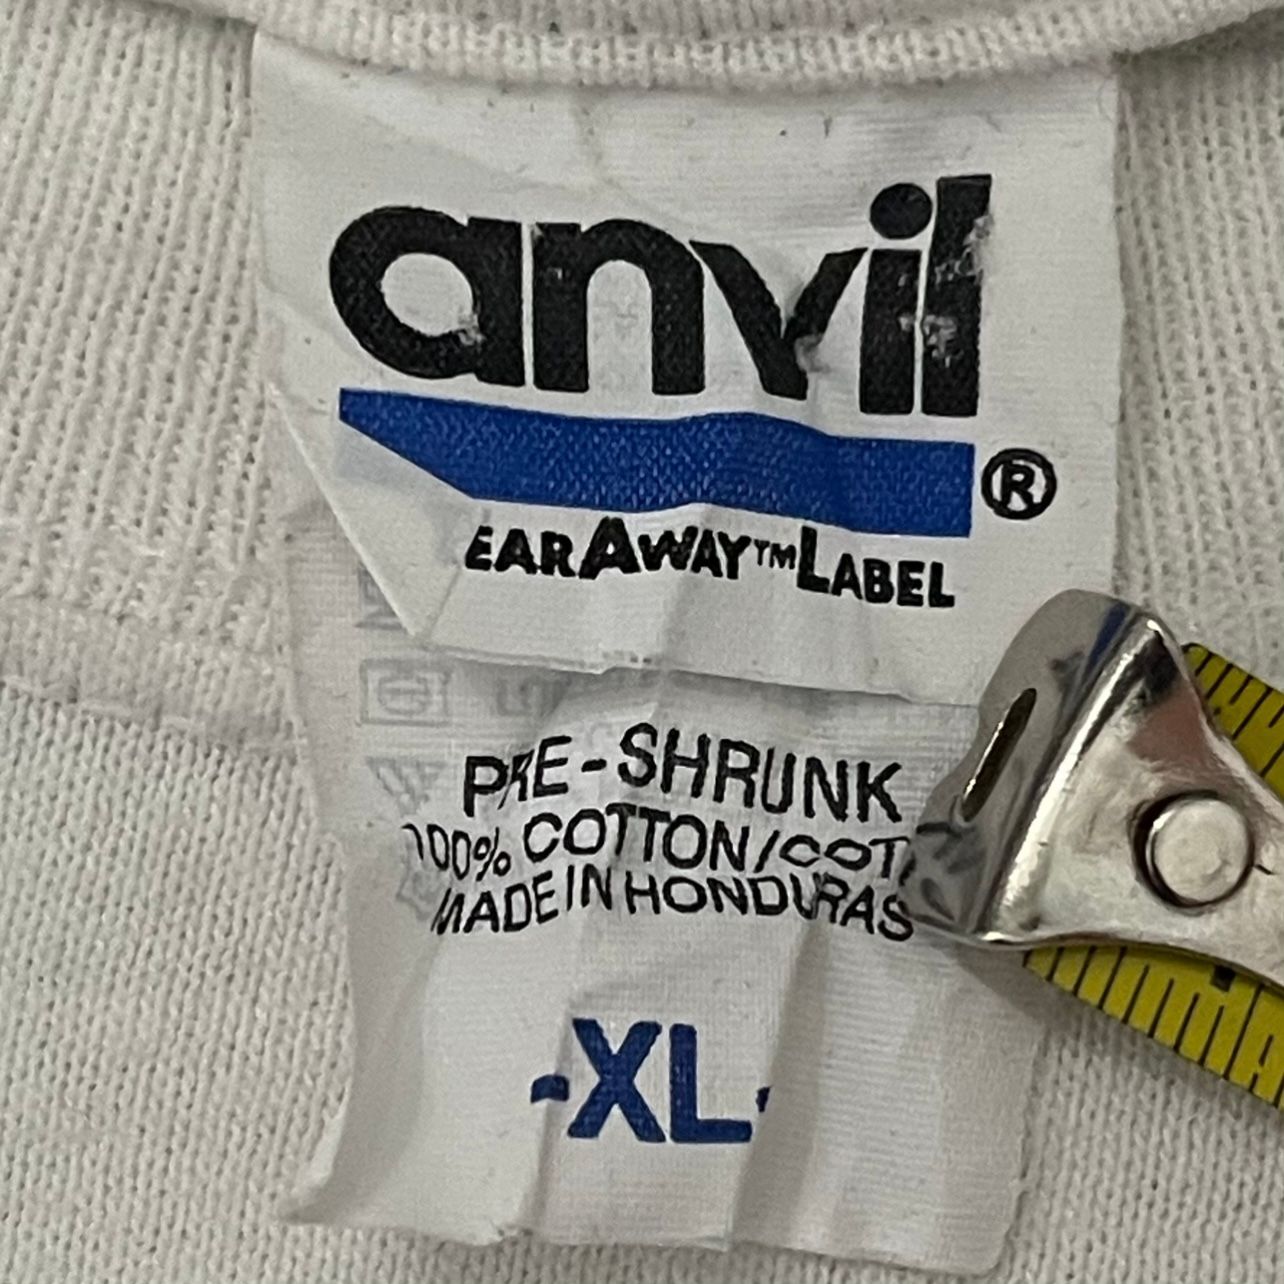 anvil
®
EARAWAY™LABEL
PRE-SHRUNK
100% COTTON/COT
MADE IN HONDURAS
-XL-